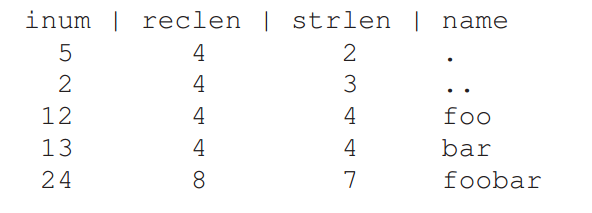 inum | reclen | strlen | name
5 4 2 .
2 4 3 ..
12 4 4 foo
13 4 4 bar
24 8 7 foobar